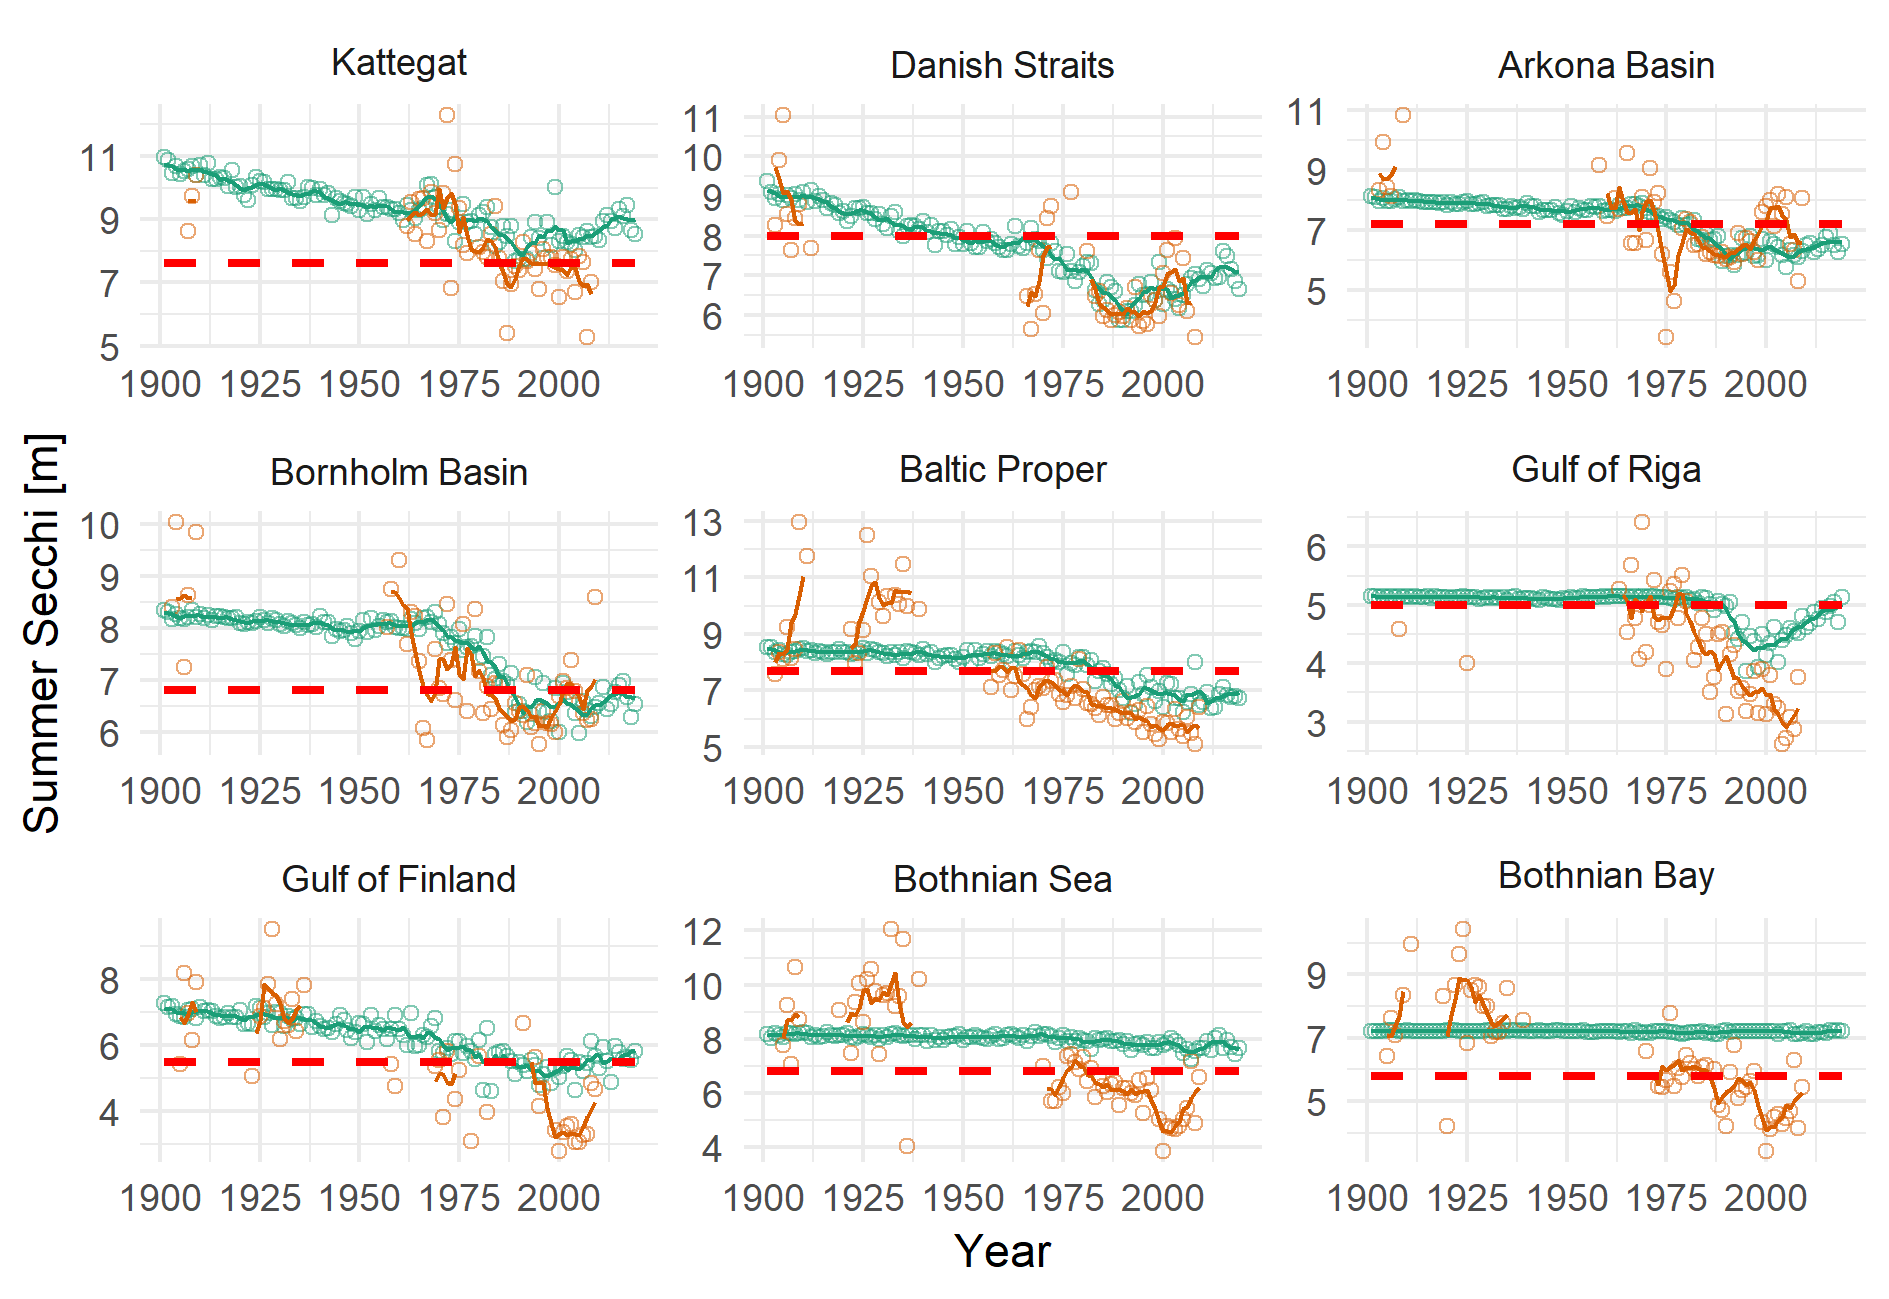 Kattegat
Danish Straits
Arkona Basin
11
9
7
5
1900 1925 1950 1975 2000
11
10
9
8
7
6
1900 1925 1950 1975 2000
11
9
7
5
1900 1925 1950 1975 2000
Summer Secchi [m]
Bornholm Basin
Baltic Proper
Gulf of Riga
10
9
8
7
6
1900 1925 1950 1975 2000
13
11
9
7
5
1900 1925 1950 1975 2000
6
5
4
3
1900 1925 1950 1975 2000
Gulf of Finland
Bothnian Sea
Bothnian Bay
8
6
4
1900 1925 1950 1975 2000
12
10
8
6
4
1900 1925 1950 1975 2000
9
7
5
1900 1925 1950 1975 2000
Year